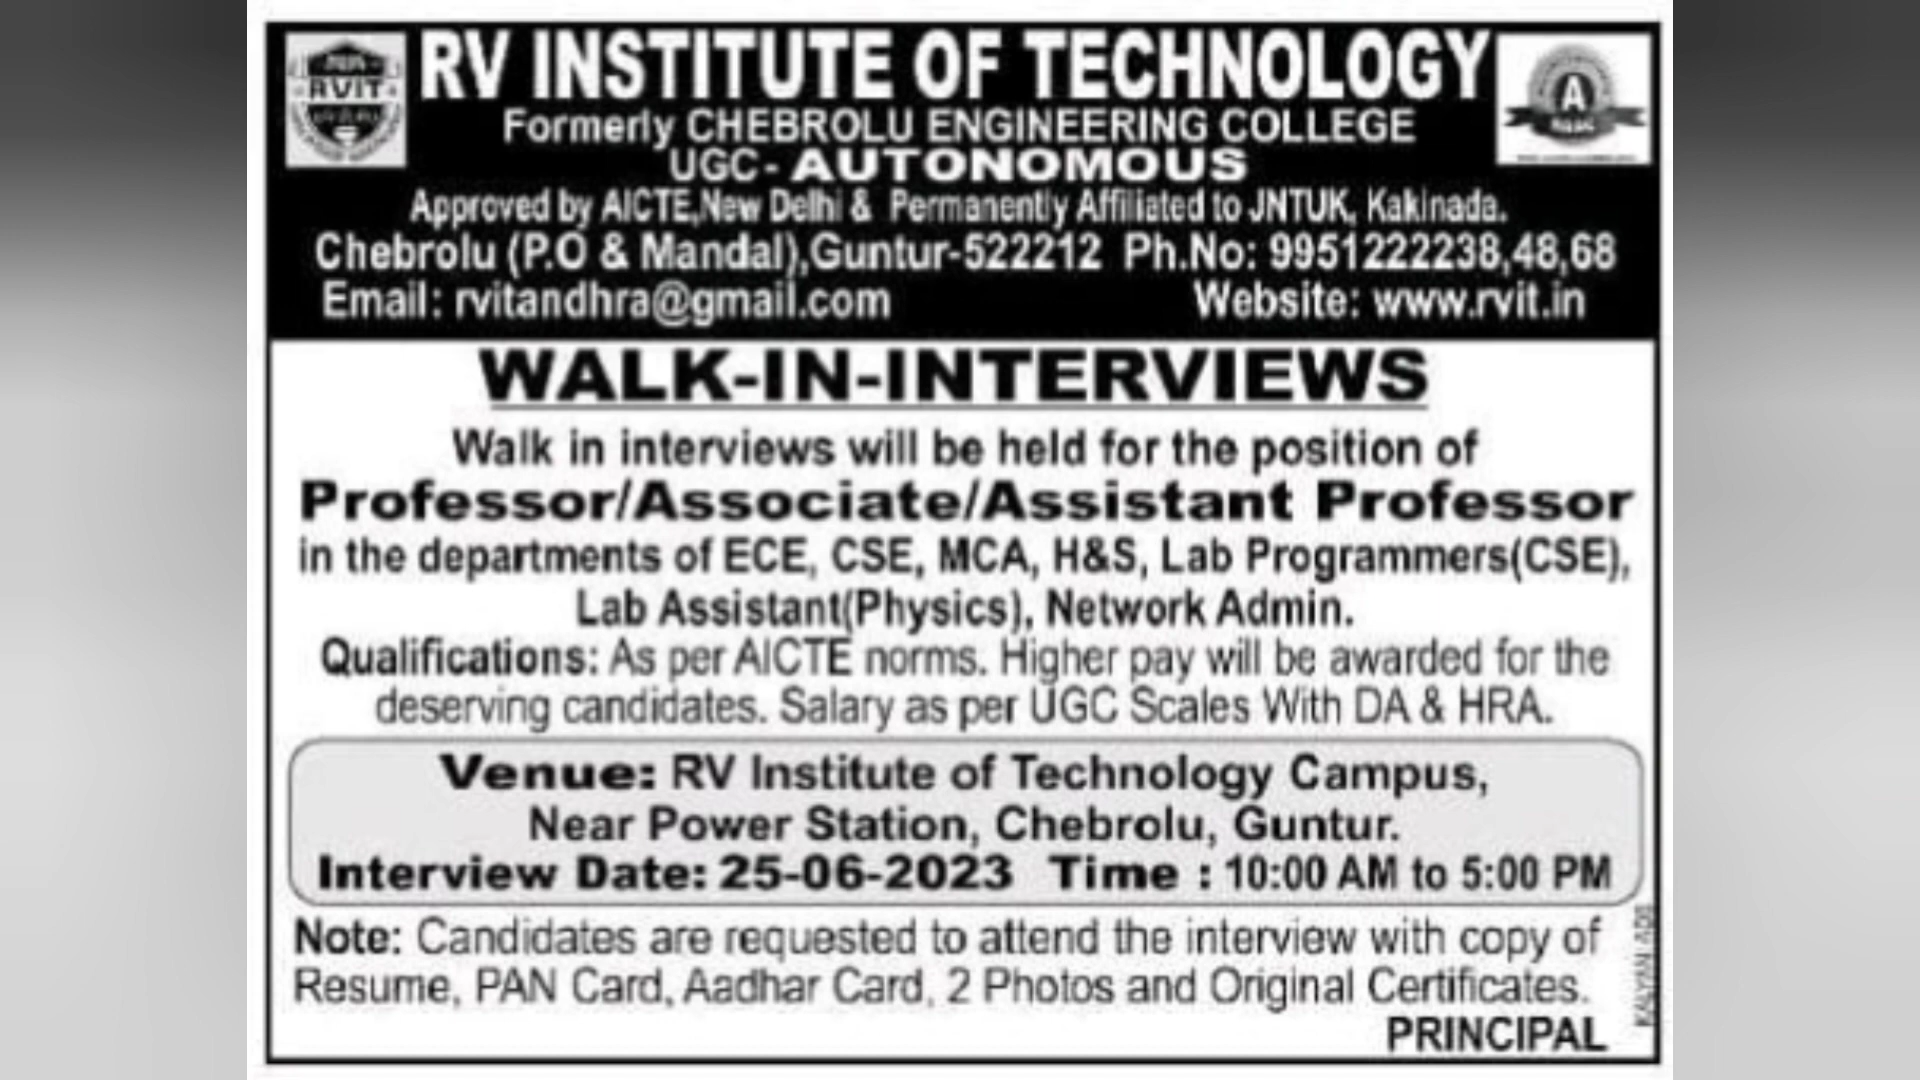 RVIT
RV INSTITUTE OF TECHNOLOGY
A
Formerly CHEBROLU ENGINEERING COLLEGE
UGC- AUTONOMOUS
Approved by AICTE,New Delhi & Permanently Affiliated to JNTUK, Kakinada.
Chebrolu (P.O & Mandal),Guntur-522212 Ph.No: 9951222238,48,68
Email: rvitandhra@gmail.com Website: www.rvit.in
WALK-IN-INTERVIEWS
Walk in interviews will be held for the position of
Professor/Associate/Assistant Professor
in the departments of ECE, CSE, MCA, H&S, Lab Programmers(CSE),
Lab Assistant(Physics), Network Admin.
Qualifications: As per AICTE norms. Higher pay will be awarded for the
deserving candidates. Salary as per UGC Scales With DA & HRA.
Venue: RV Institute of Technology Campus,
Near Power Station, Chebrolu, Guntur.
Interview Date: 25-06-2023 Time : 10:00 AM to 5:00 PM
Note: Candidates are requested to attend the interview with copy of
Resume, PAN Card, Aadhar Card, 2 Photos and Original Certificates.
PRINCIPAL